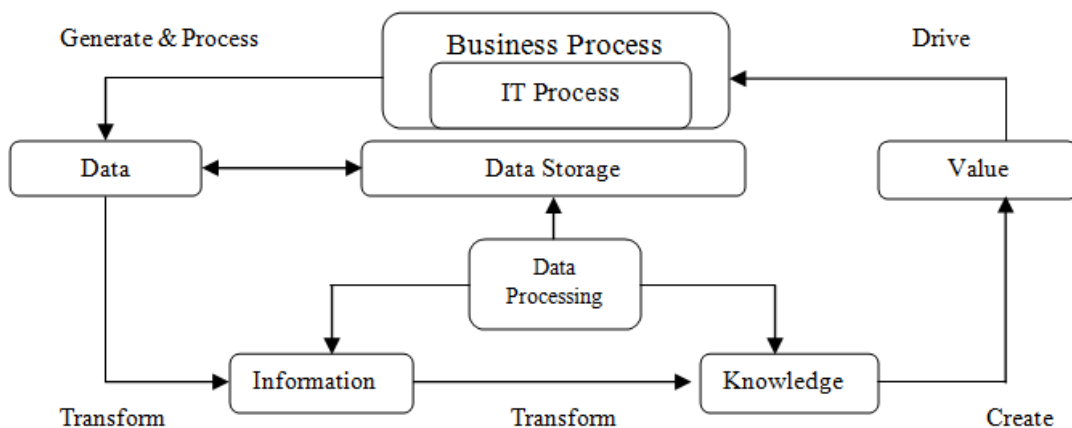 Generate & Process
Business Process
Drive
IT Process
Data
Data Storage
Value
Data
Processing
Information
Knowledge
Transform
Transform
Create